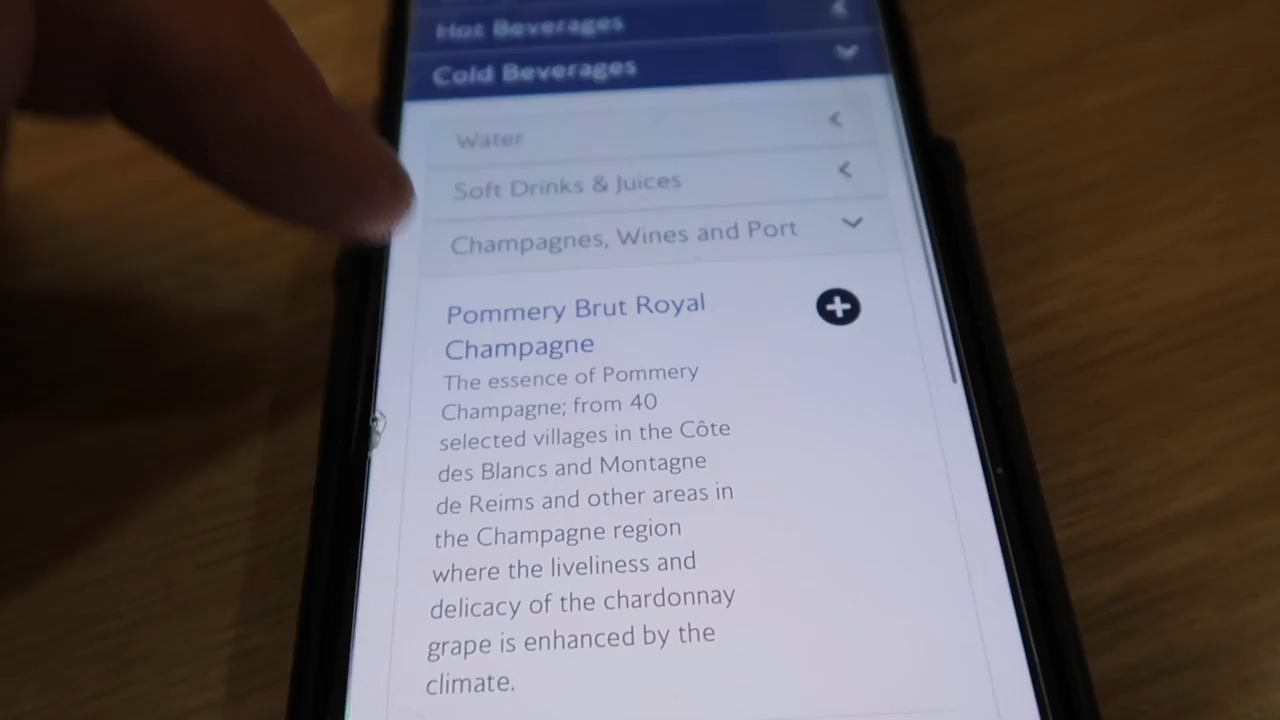 Hot Beverages
Cold Beverages
Water
Soft Drinks & Juices
Champagnes, Wines and Port
Pommery Brut Royal
Champagne
The essence of Pommery
Champagne; from 40
selected villages in the Côte
des Blancs and Montagne
de Reims and other areas in
the Champagne region
where the liveliness and
delicacy of the chardonnay
grape is enhanced by the
climate.